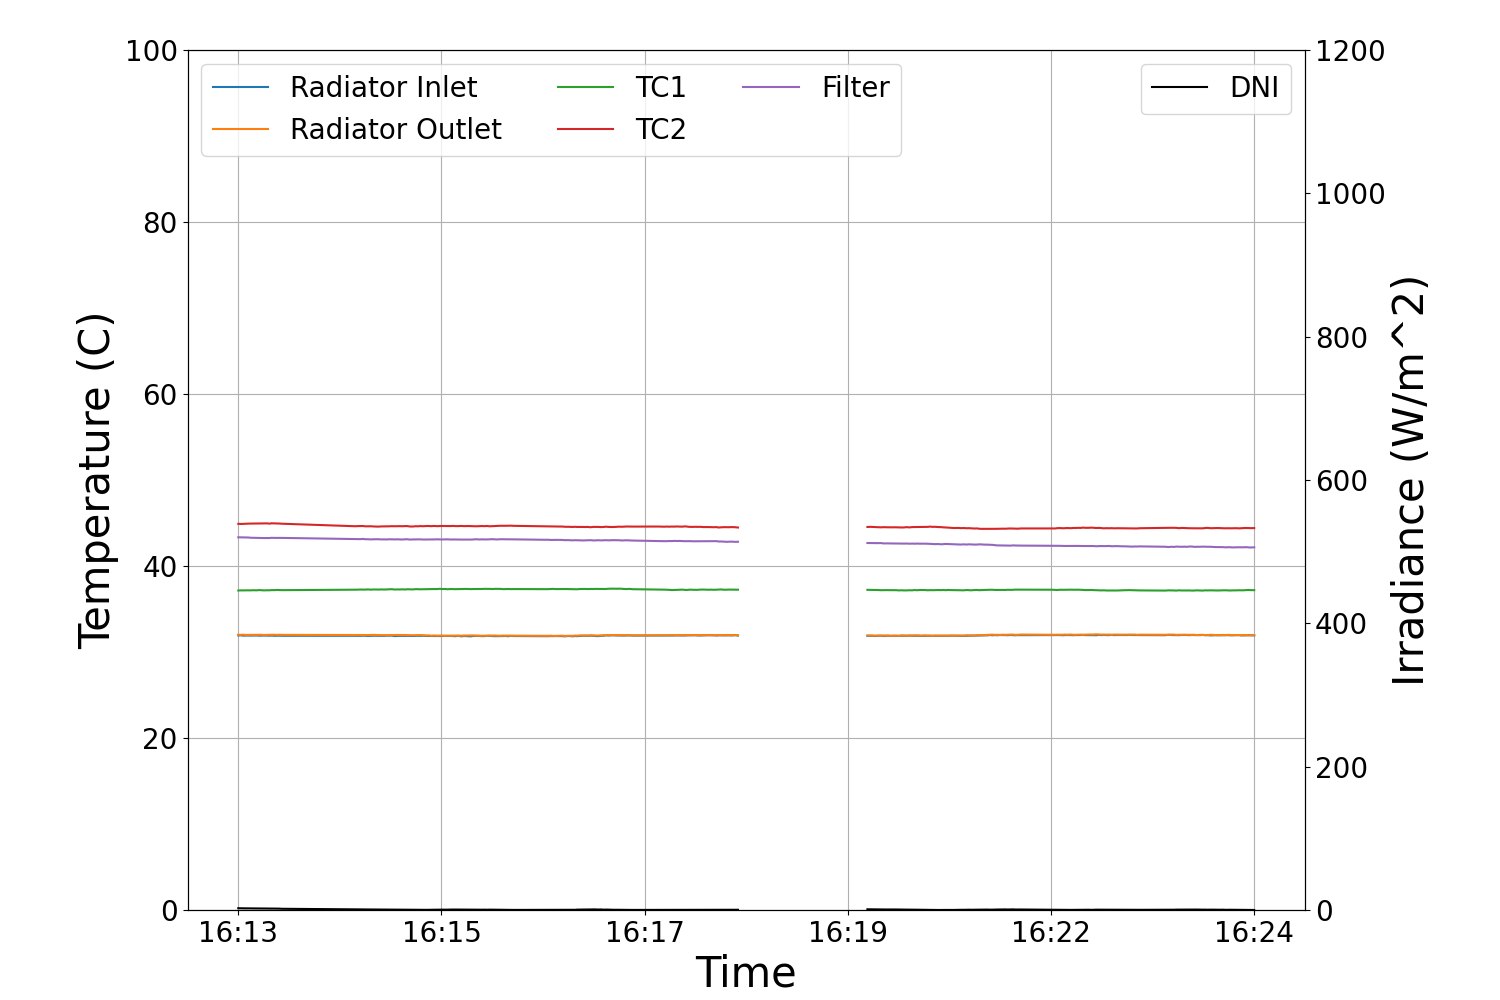 100
80
60
40
20
0
Temperature (C)
Radiator Inlet
Radiator Outlet
TC1
TC2
Filter
DNI
1200
1000
800
600
400
200
0
Irradiance (W/m^2)
16:13 16:15 16:17 16:19 16:22 16:24
Time